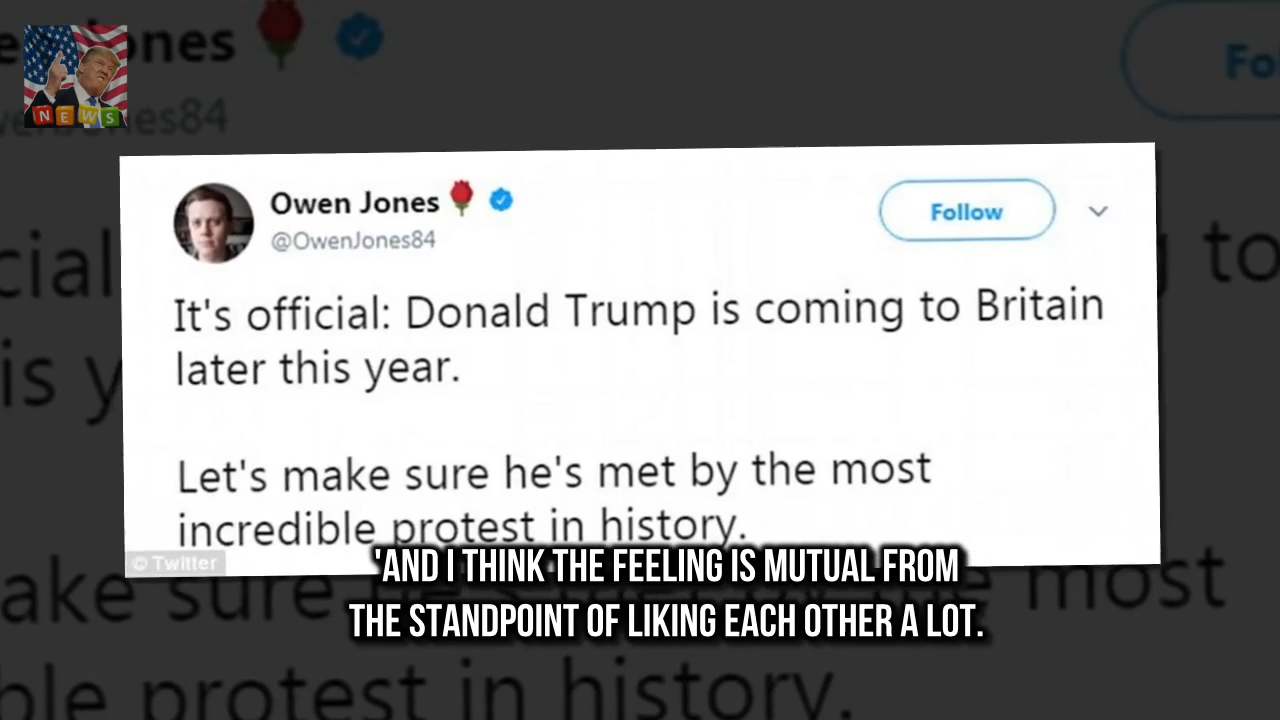 NEWS
Owen Jones
@OwenJones84
Follow
It's official: Donald Trump is coming to Britain
later this year.
Let's make sure he's met by the most
incredible protest in history.
© Twitter
'AND I THINK THE FEELING IS MUTUAL FROM
THE STANDPOINT OF LIKING EACH OTHER A LOT.